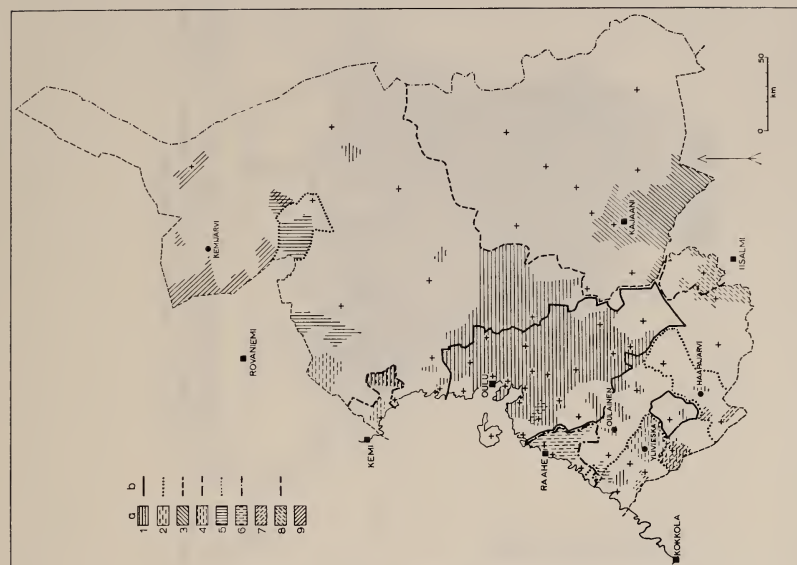 a b
1
2
3
4
5
6
7
8
9
KEMIJÄRVI
ROVANIEMI
KEMI
OULU
RAAHE
OULAINEN
YLIVIESKA
HAAPAJÄRVI
KOKKOLA
KAJAANI
IISALMI
0 50
km